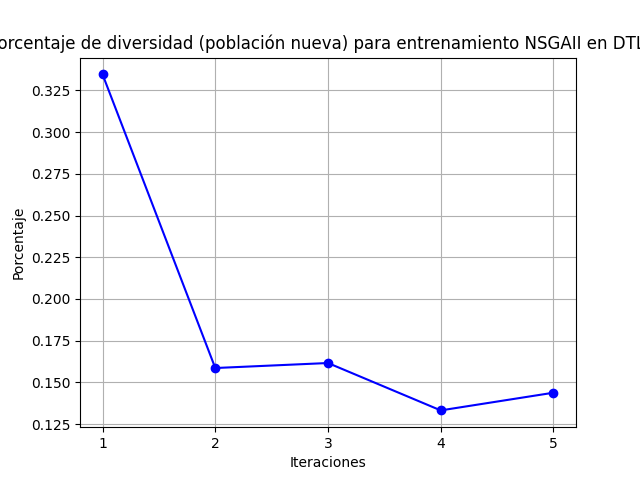 orcentaje de diversidad (población nueva) para entrenamiento NSGAII en DTL
0.325
0.300
0.275
0.250
0.225
0.200
0.175
0.150
0.125
Porcentaje
1 2 3 4 5
Iteraciones